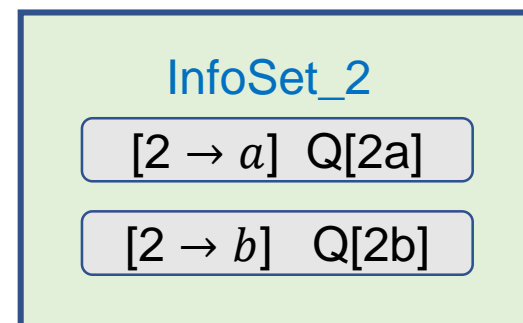 InfoSet_2
[2 → 𝑎] Q[2a]
[2 → 𝑏] Q[2b]